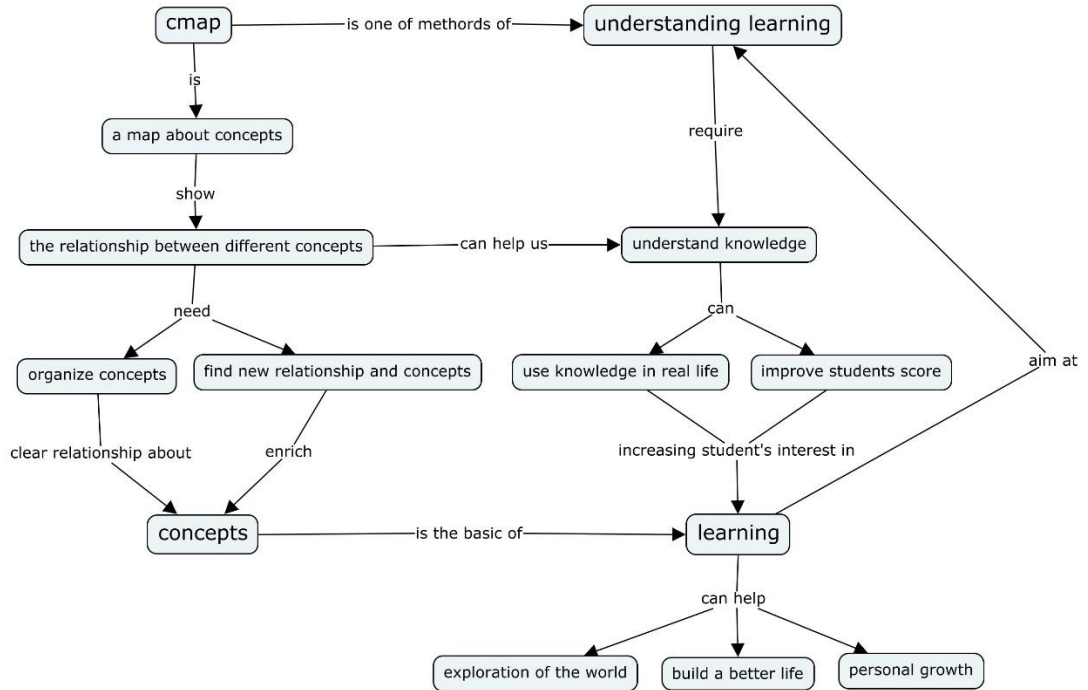 cmap
is one of methords of
understanding learning
is
a map about concepts
require
show
the relationship between different concepts
can help us
understand knowledge
need
can
organize concepts
find new relationship and concepts
use knowledge in real life
improve students score
aim at
clear relationship about
enrich
increasing student's interest in
concepts
is the basic of
learning
can help
exploration of the world
build a better life
personal growth